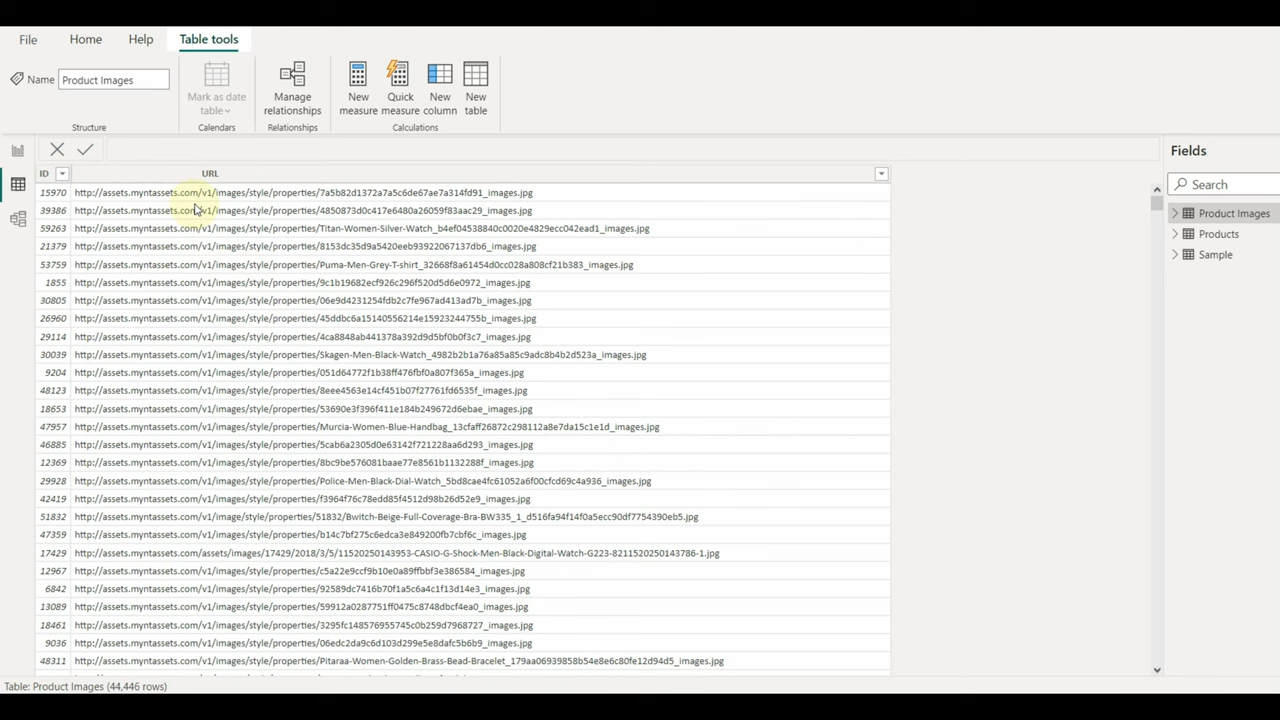 File Home Help Table tools
Name Product Images
Mark as date table
New measure
Quick measure
New column
New table
Manage relationships
Structure Calendars Relationships Calculations
ID URL
15970 http://assets.myntassets.com/v1/images/style/properties/7a5b82d1372a7a5c6de67ae7a314fd91_images.jpg
39386 http://assets.myntassets.com/v1/images/style/properties/4850873d0c417e6480a26059f83aac29_images.jpg
59263 http://assets.myntassets.com/v1/images/style/properties/Titan-Women-Silver-Watch_b4ef04538840c0020e4829ecc042ead1_images.jpg
21379 http://assets.myntassets.com/v1/images/style/properties/8153dc35d9a5420eeb93922067137db6_images.jpg
53759 http://assets.myntassets.com/v1/images/style/properties/Puma-Men-Grey-T-shirt_32668f8a61454d0cc028a808cf21b383_images.jpg
1855 http://assets.myntassets.com/v1/images/style/properties/9c1b19682ecf926c296f520d5d6e0972_images.jpg
30805 http://assets.myntassets.com/v1/images/style/properties/06e9d4231254fdb2c7fe967ad413ad7b_images.jpg
26960 http://assets.myntassets.com/v1/images/style/properties/45ddbc6a15140556214e15923244755b_images.jpg
29114 http://assets.myntassets.com/v1/images/style/properties/4ca8848ab441378a392d9d5bf0b0f3c7_images.jpg
30039 http://assets.myntassets.com/v1/images/style/properties/Skagen-Men-Black-Watch_4982b2b1a76a85a85c9adc8b4b2d523a_images.jpg
9204 http://assets.myntassets.com/v1/images/style/properties/051d64772f1b38ff476fbf0a807f365a_images.jpg
48123 http://assets.myntassets.com/v1/images/style/properties/8eee4563e14cf451b07f27761fd6535f_images.jpg
18653 http://assets.myntassets.com/v1/images/style/properties/53690e3f396f411e184b249672d6ebae_images.jpg
47957 http://assets.myntassets.com/v1/images/style/properties/Murcia-Women-Blue-Handbag_13cfaff26872c298112a8e7da15c1e1d_images.jpg
46885 http://assets.myntassets.com/v1/images/style/properties/5cab6a2305d0e63142f721228aa6d293_images.jpg
12369 http://assets.myntassets.com/v1/images/style/properties/8bc9be576081baae77e8561b1132288f_images.jpg
29928 http://assets.myntassets.com/v1/images/style/properties/Police-Men-Black-Dial-Watch_5bd8cae4fc61052a6f00cfcd69c4a936_images.jpg
42419 http://assets.myntassets.com/v1/images/style/properties/f3964f76c78edd85f4512d98b26d52e9_images.jpg
51832 http://assets.myntassets.com/v1/image/style/properties/51832/Bwitch-Beige-Full-Coverage-Bra-BW335_1_d516fa94f14f0a5ecc90df7754390eb5.jpg
47359 http://assets.myntassets.com/v1/images/style/properties/b14c7bf275c6edca3e849200fb7cbf6c_images.jpg
17429 http://assets.myntassets.com/assets/images/17429/2018/3/5/11520250143953-CASIO-G-Shock-Men-Black-Digital-Watch-G223-8211520250143786-1.jpg
12967 http://assets.myntassets.com/v1/images/style/properties/c5a22e9ccf9b10e0a89ffbbf3e386584_images.jpg
6842 http://assets.myntassets.com/v1/images/style/properties/92589dc7416b70f1a5c6a4c1f13d14e3_images.jpg
13089 http://assets.myntassets.com/v1/images/style/properties/59912a0287751ff0475c8748dbcf4ea0_images.jpg
18461 http://assets.myntassets.com/v1/images/style/properties/3295fc148576955745c0b259d7968727_images.jpg
9036 http://assets.myntassets.com/v1/images/style/properties/06edc2da9c6d103d299e5e8dafc5b6b9_images.jpg
48311 http://assets.myntassets.com/v1/images/style/properties/Pitaraa-Women-Golden-Brass-Bead-Bracelet_179aa06939858b54e8e6c80fe12d94d5_images.jpg
Table: Product Images (44,446 rows)
Fields
Search
Product Images
Products
Sample